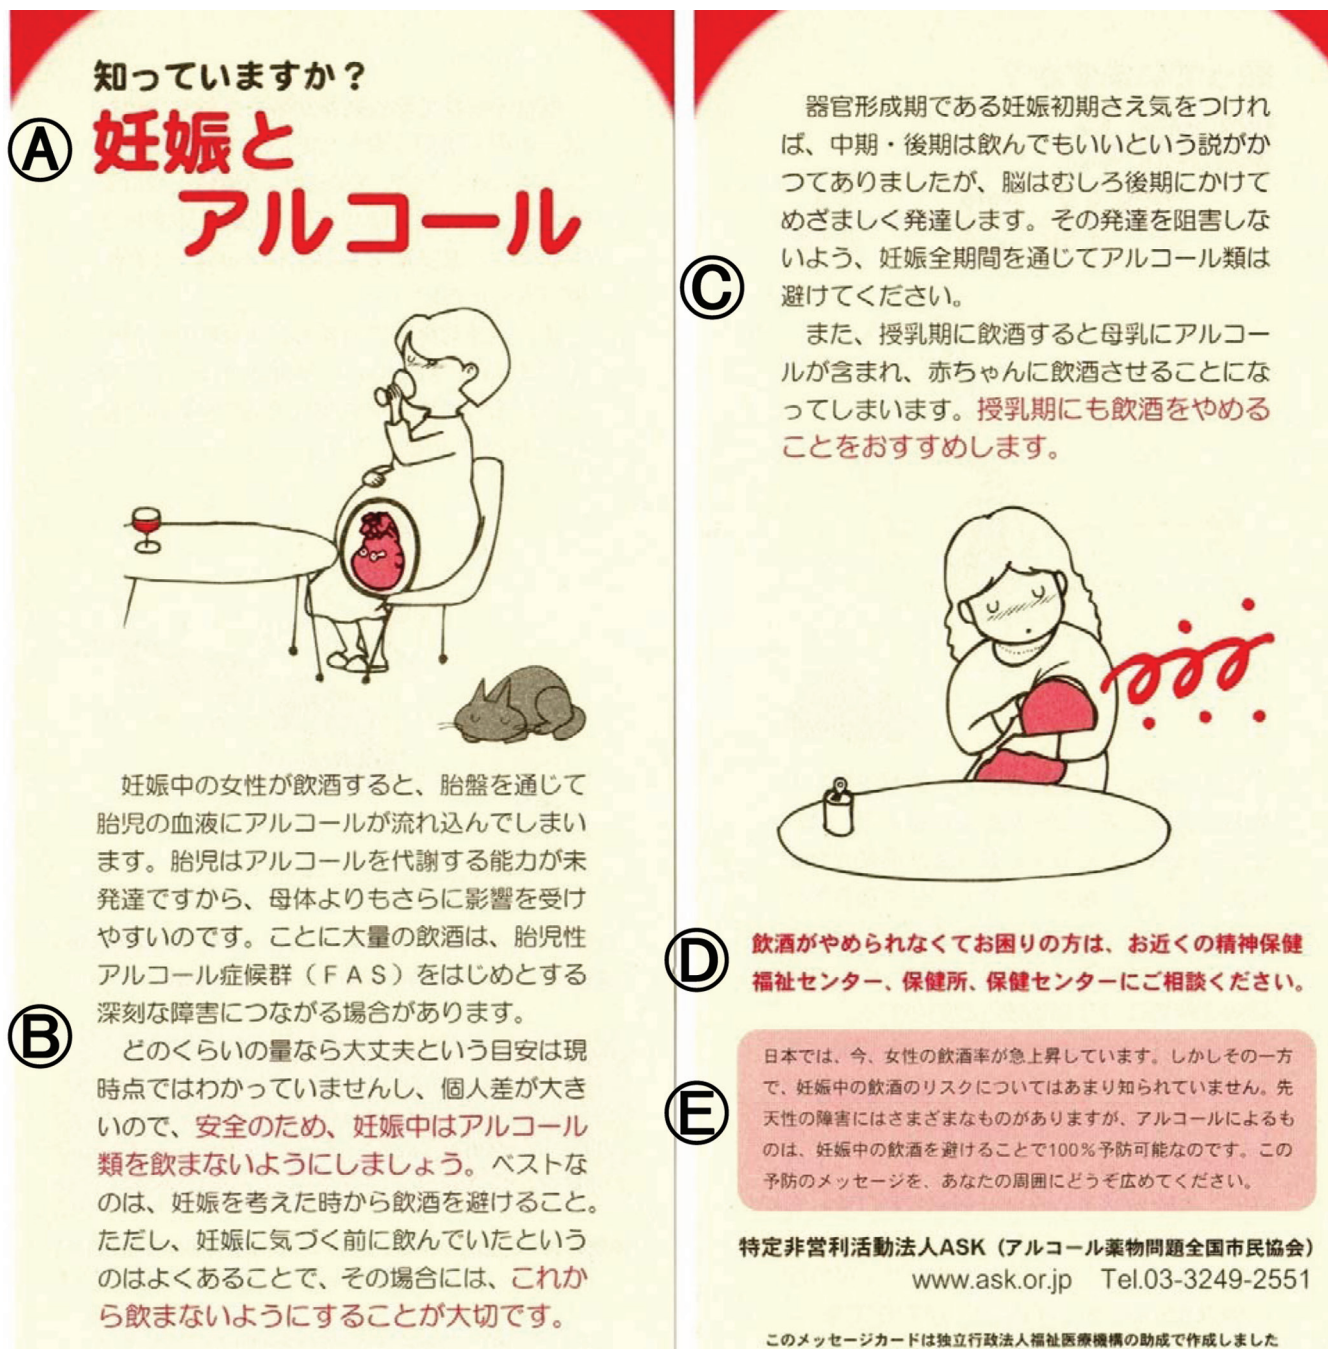 知っていますか？
Ⓐ 妊娠と
アルコール
妊娠中の女性が飲酒すると、胎盤を通じて
胎児の血液にアルコールが流れ込んでしまい
ます。胎児はアルコールを代謝する能力が未
発達ですから、母体よりもさらに影響を受け
やすいのです。ことに大量の飲酒は、胎児性
アルコール症候群（ＦＡＳ）をはじめとする
深刻な障害につながる場合があります。
Ⓑ
どのくらいの量なら大丈夫という目安は現
時点ではわかっていませんし、個人差が大き
いので、安全のため、妊娠中はアルコール
類を飲まないようにしましょう。ベストな
のは、妊娠を考えた時から飲酒を避けること。
ただし、妊娠に気づく前に飲んでいたという
のはよくあることで、その場合には、これか
ら飲まないようにすることが大切です。
器官形成期である妊娠初期さえ気をつけれ
ば、中期・後期は飲んでもいいという説がか
つてありましたが、脳はむしろ後期にかけて
めざましく発達します。その発達を阻害しな
いよう、妊娠全期間を通じてアルコール類は
Ⓒ
避けてください。
また、授乳期に飲酒すると母乳にアルコー
ルが含まれ、赤ちゃんに飲酒させることにな
ってしまいます。授乳期にも飲酒をやめる
ことをおすすめします。
Ⓓ 飲酒がやめられなくてお困りの方は、お近くの精神保健
福祉センター、保健所、保健センターにご相談ください。
日本では、今、女性の飲酒率が急上昇しています。しかしその一方
で、妊娠中の飲酒のリスクについてはあまり知られていません。先
Ⓔ 天性の障害にはさまざまなものがありますが、アルコールによるも
のは、妊娠中の飲酒を避けることで100％予防可能なのです。この
予防のメッセージを、あなたの周囲にどうぞ広めてください。
特定非営利活動法人ASK（アルコール薬物問題全国市民協会）
www.ask.or.jp Tel.03-3249-2551
このメッセージカードは独立行政法人福祉医療機構の助成で作成しました